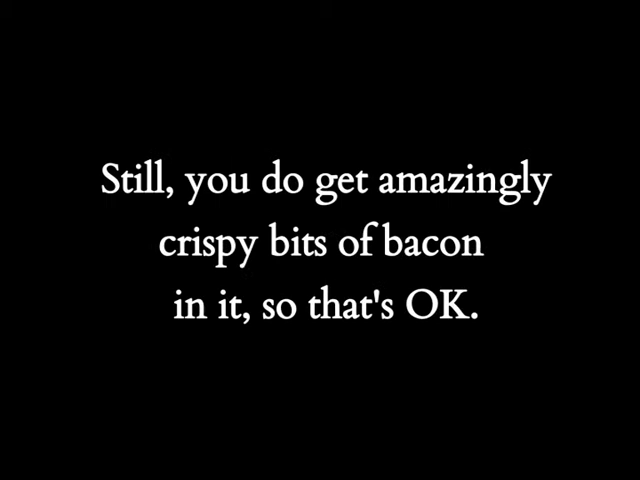 Still, you do get amazingly
crispy bits of bacon
in it, so that's OK.